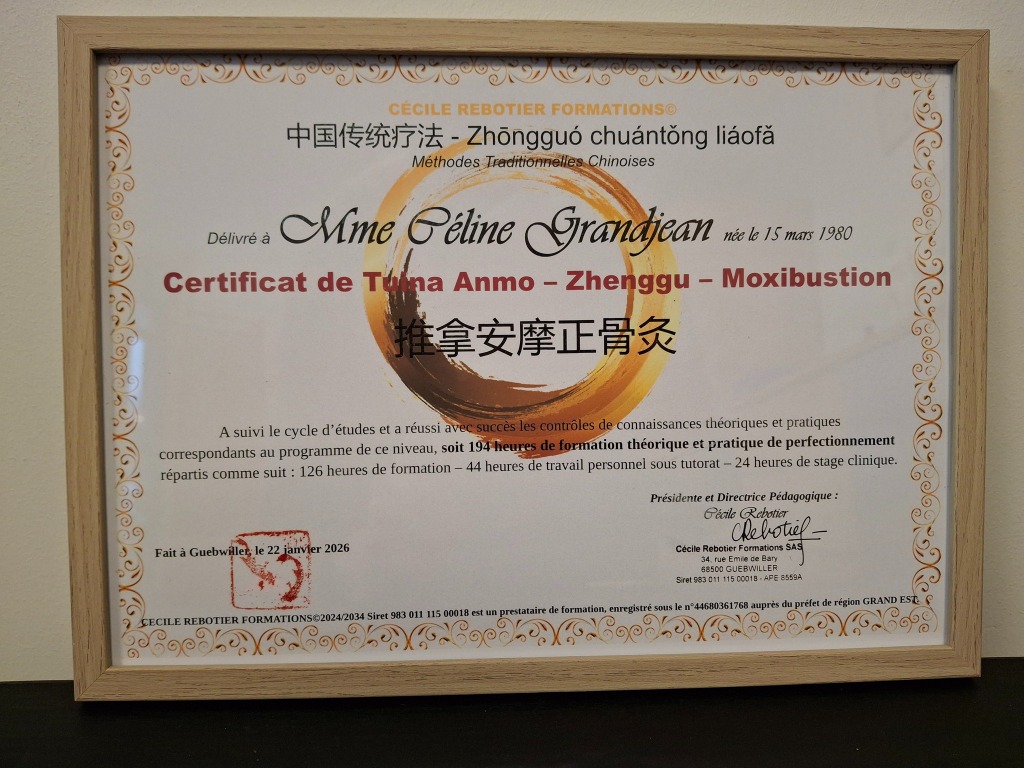 CÉCILE REBOTIER FORMATIONS©
中国传统疗法 - Zhōngguó chuántǒng liáofǎ
Méthodes Traditionnelles Chinoises
Délivré à Mme Céline Grandjean née le 15 mars 1980
Certificat de Tuina Anmo – Zhenggu – Moxibustion
推拿安摩正骨灸
A suivi le cycle d'études et a réussi avec succès les contrôles de connaissances théoriques et pratiques
correspondants au programme de ce niveau, soit 194 heures de formation théorique et pratique de perfectionnement
répartis comme suit : 126 heures de formation – 44 heures de travail personnel sous tutorat – 24 heures de stage clinique.
Présidente et Directrice Pédagogique :
Cécile Rebotier
CRebotier
Cécile Rebotier Formations SAS
34, rue Emile de Bary
68500 GUEBWILLER
Siret 983 011 115 00018 - APE 8559A
Fait à Guebwiller, le 22 janvier 2026
CECILE REBOTIER FORMATIONS©2024/2034 Siret 983 011 115 00018 est un prestataire de formation, enregistré sous le n°44680361768 auprès du préfet de région GRAND EST.